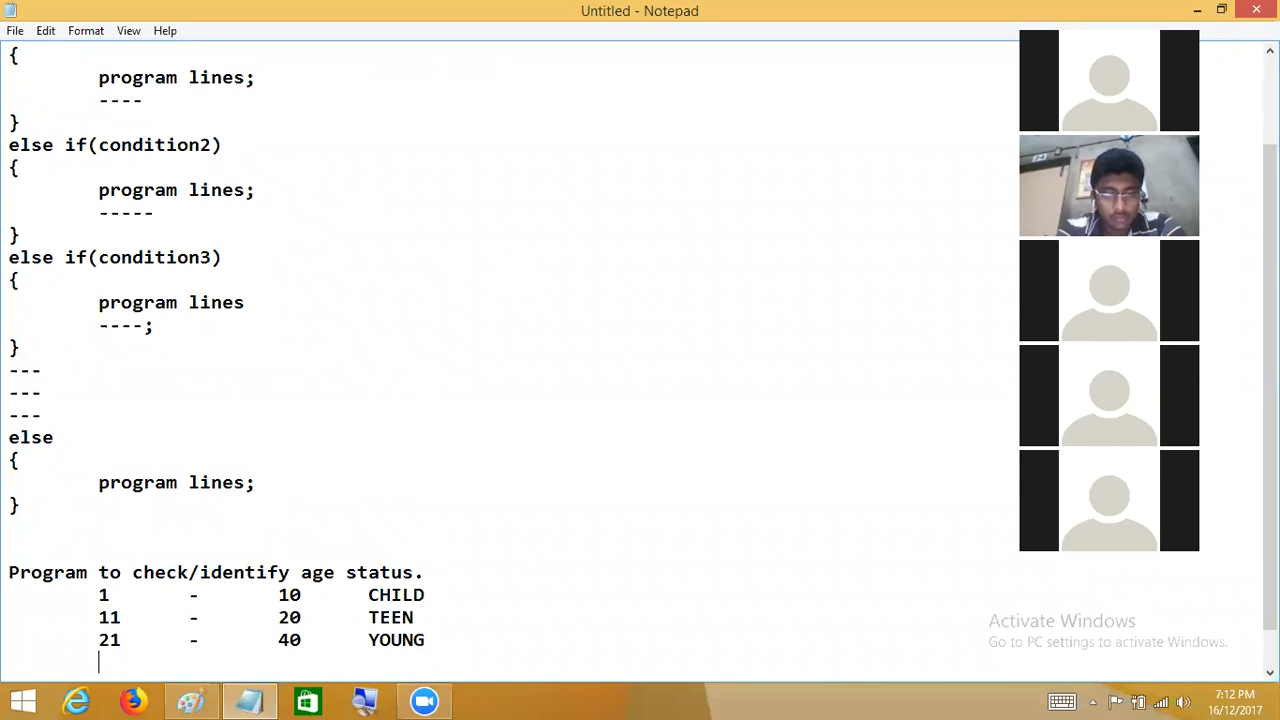 Untitled - Notepad
File Edit Format View Help
{
program lines;
----
}
else if(condition2)
{
program lines;
-----
}
else if(condition3)
{
program lines
----;
}
---
---
---
else
{
program lines;
}
Program to check/identify age status.
1 - 10 CHILD
11 - 20 TEEN
21 - 40 YOUNG
Activate Windows
Go to PC settings to activate Windows.
7:12 PM
16/12/2017